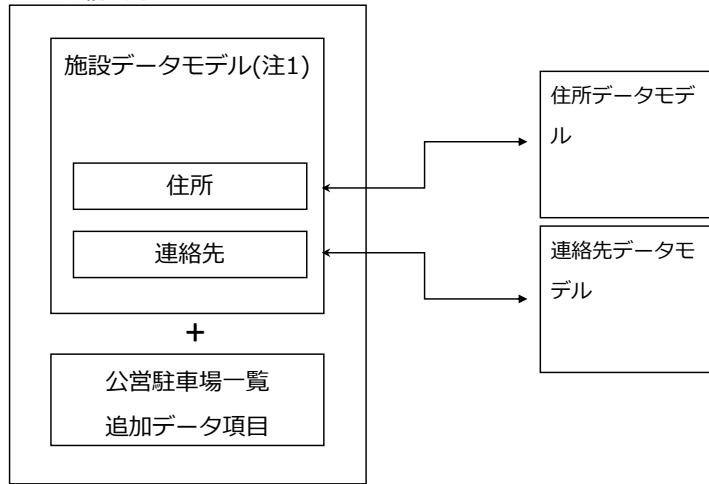 施設データモデル(注1)
住所
連絡先
+
公営駐車場一覧
追加データ項目
住所データモデ
ル
連絡先データモ
デル